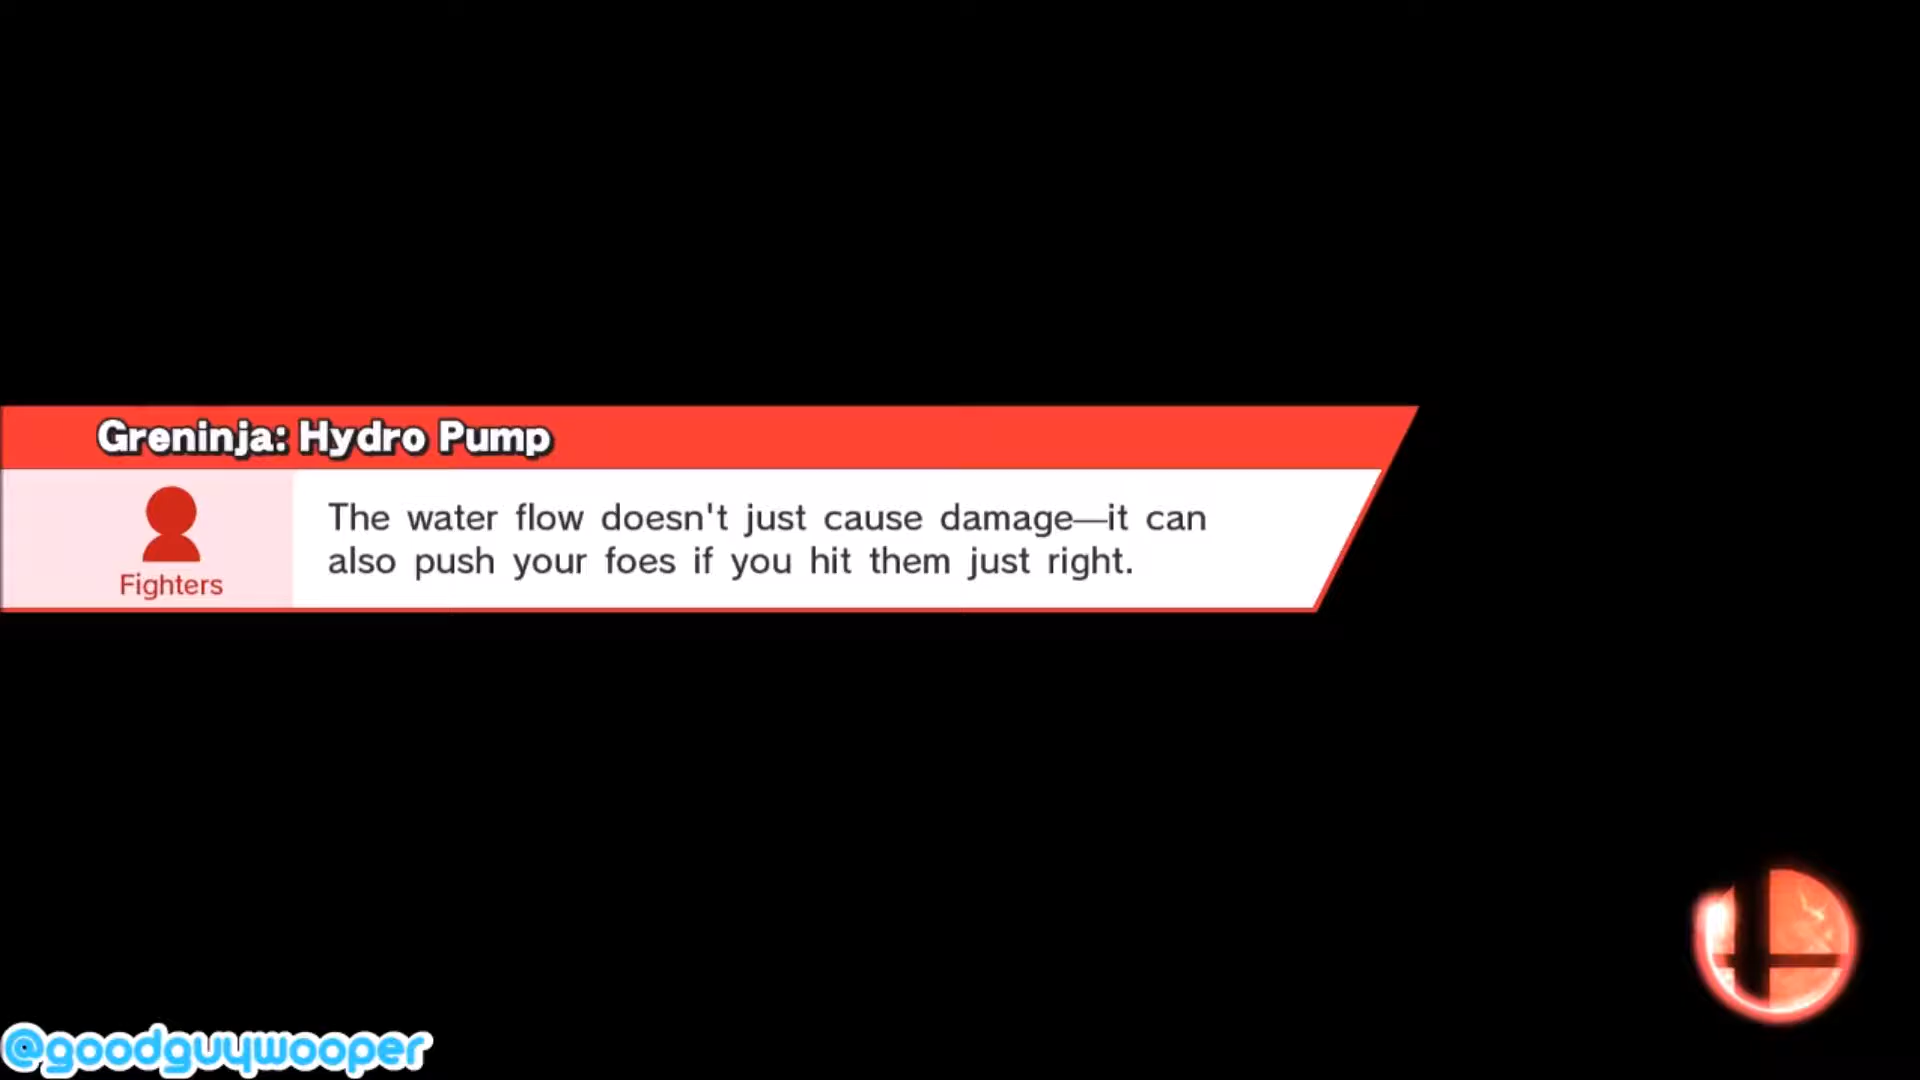 Greninja: Hydro Pump
Fighters
The water flow doesn't just cause damage—it can
also push your foes if you hit them just right.
@goodguywooper